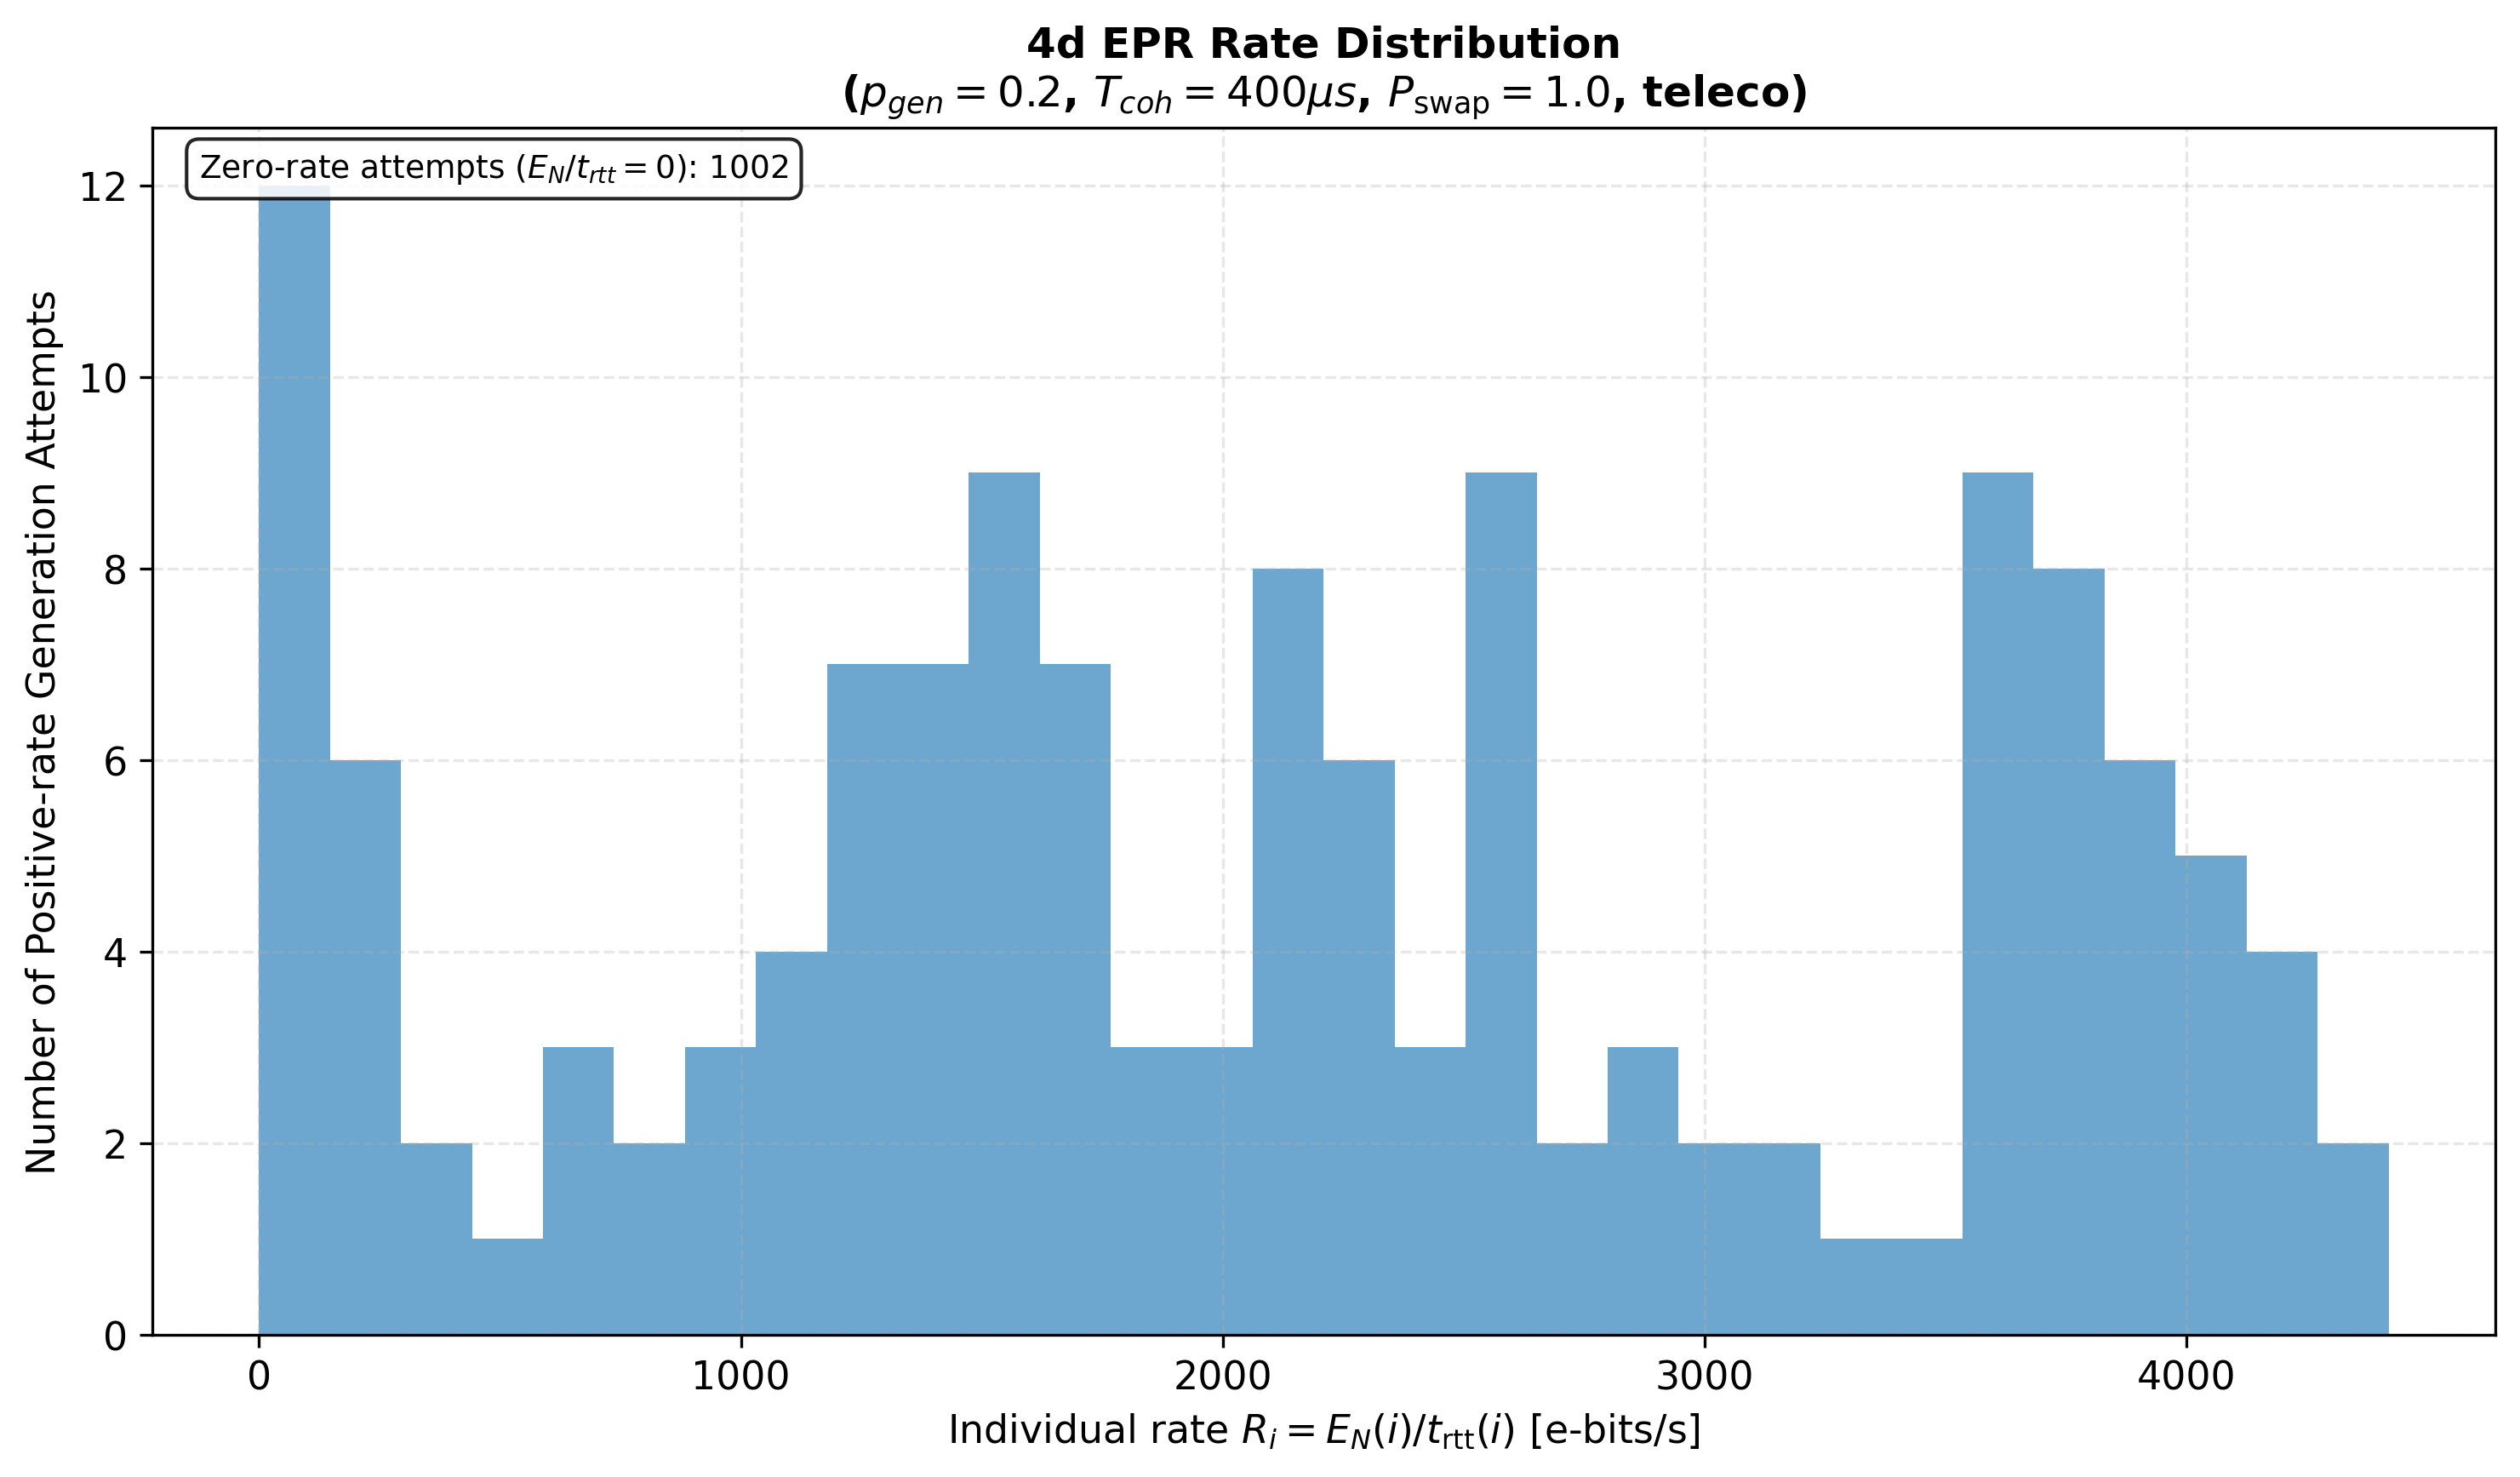 4d EPR Rate Distribution
(p_gen = 0.2, T_coh = 400μs, P_swap = 1.0, teleco)
Zero-rate attempts (E_N/t_rtt = 0): 1002
Number of Positive-rate Generation Attempts
12
10
8
6
4
2
0
0 1000 2000 3000 4000
Individual rate R_i = E_N(i)/t_rtt(i) [e-bits/s]